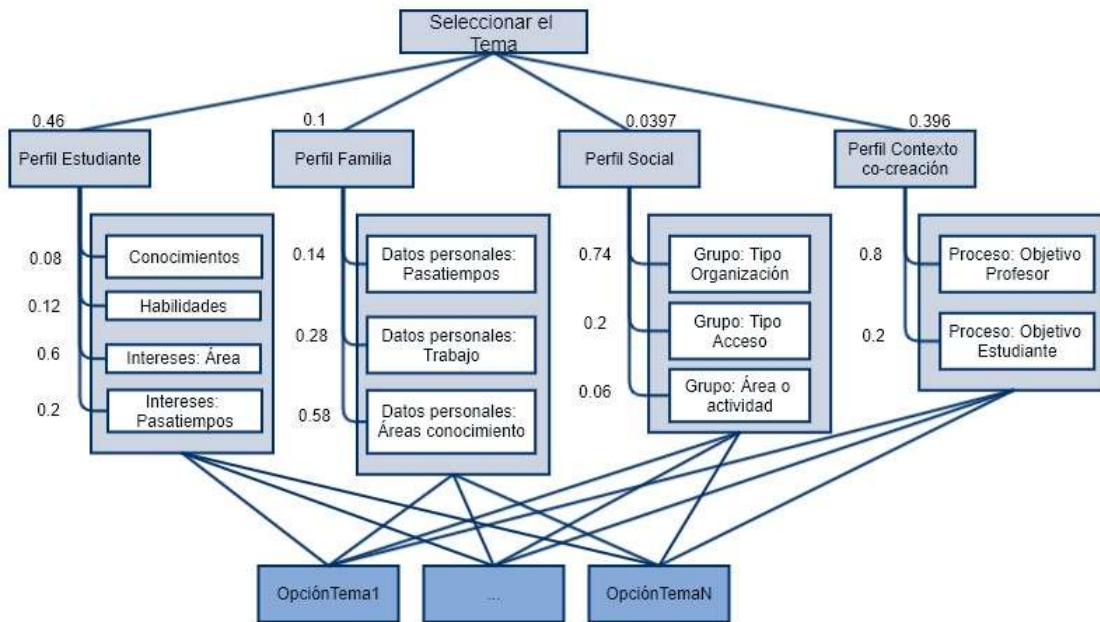 Seleccionar el
Tema
0.46
0.1
0.0397
0.396
Perfil Estudiante
Perfil Familia
Perfil Social
Perfil Contexto
co-creación
0.08
Conocimientos
0.12
Habilidades
0.6
Intereses: Área
0.2
Intereses:
Pasatiempos
0.14
Datos personales:
Pasatiempos
0.28
Datos personales:
Trabajo
0.58
Datos personales:
Áreas conocimiento
0.74
Grupo: Tipo
Organización
0.2
Grupo: Tipo
Acceso
0.06
Grupo: Área o
actividad
0.8
Proceso: Objetivo
Profesor
0.2
Proceso: Objetivo
Estudiante
OpciónTema1
...
OpciónTemaN